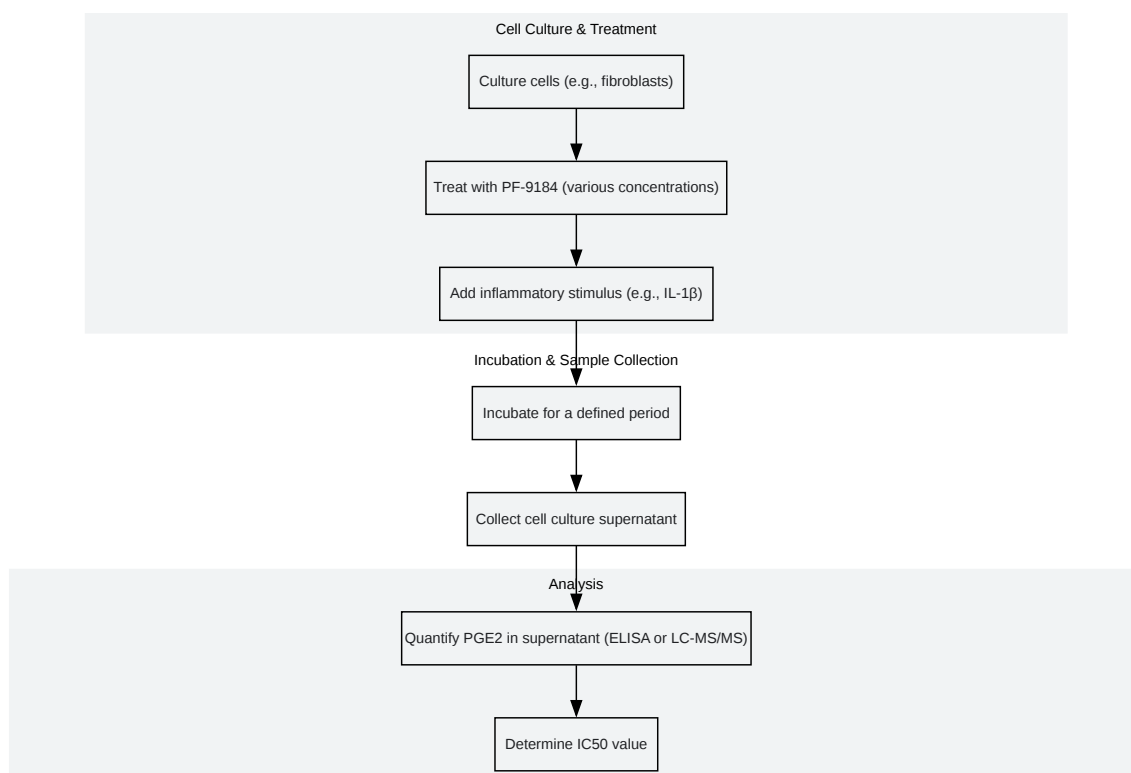 Cell Culture & Treatment
Culture cells (e.g., fibroblasts)
Treat with PF-9184 (various concentrations)
Add inflammatory stimulus (e.g., IL-1β)
Incubation & Sample Collection
Incubate for a defined period
Collect cell culture supernatant
Analysis
Quantify PGE2 in supernatant (ELISA or LC-MS/MS)
Determine IC50 value